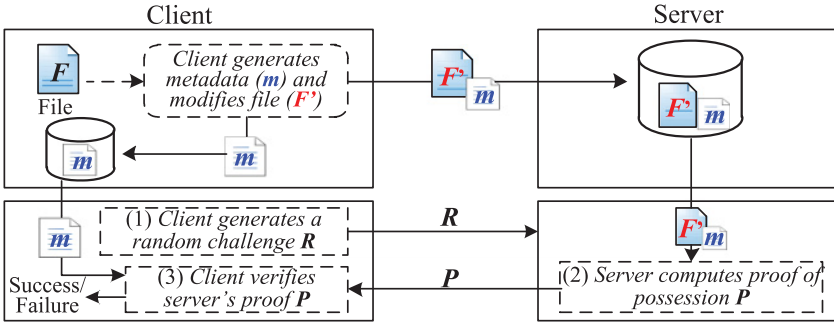 Client
Server
F
File
Client generates
metadata (m) and
modifies file (F')
F'
m
F'
m
m
m
m
(1) Client generates a
random challenge R
R
F'
m
(3) Client verifies
server's proof P
P
(2) Server computes proof of
possession P
Success/
Failure